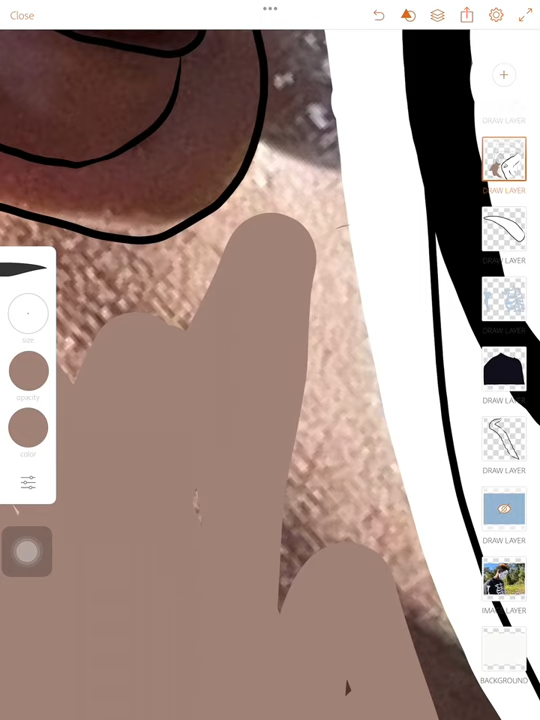 Close
DRAW LAYER
DRAW LAYER
DRAW LAYER
DRAW LAYER
DRAW LAYER
DRAW LAYER
DRAW LAYER
IMAGE LAYER
BACKGROUND
size
opacity
color